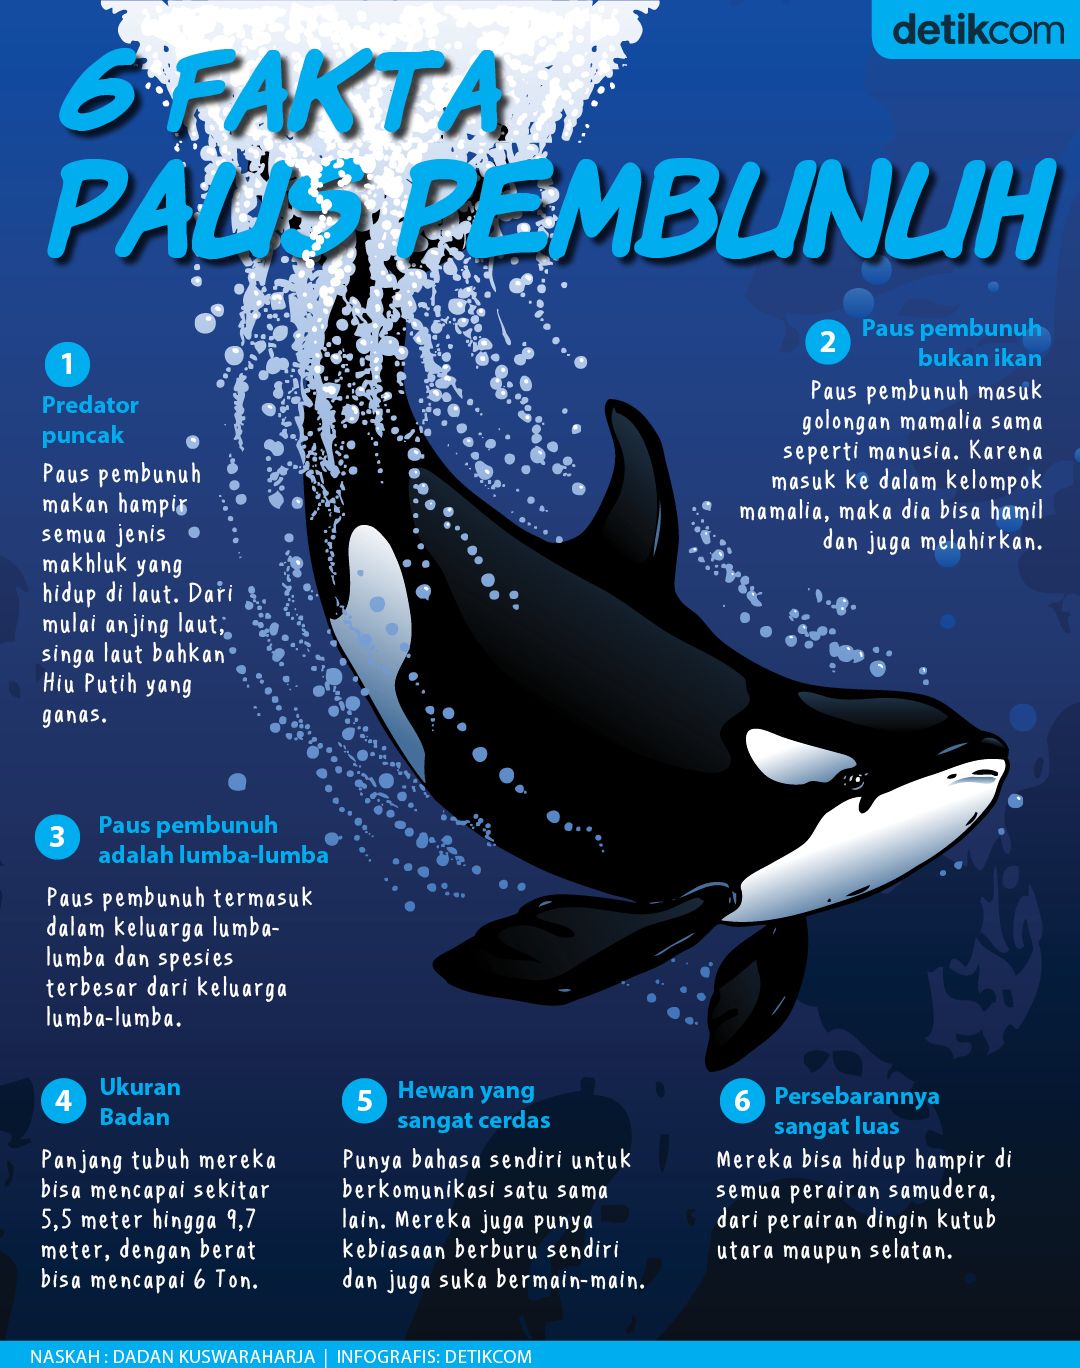 detikcom
6 FAKTA
PAUS PEMBUNUH
1
Predator
puncak
Paus pembunuh
makan hampir
semua jenis
makhluk yang
hidup di laut. Dari
mulai anjing laut,
singa laut bahkan
Hiu Putih yang
ganas.
2
Paus pembunuh
bukan ikan
Paus pembunuh masuk
golongan mamalia sama
seperti manusia. Karena
masuk ke dalam kelompok
mamalia, maka dia bisa hamil
dan juga melahirkan.
3
Paus pembunuh
adalah lumba-lumba
Paus pembunuh termasuk
dalam keluarga lumba-
lumba dan spesies
terbesar dari keluarga
lumba-lumba.
4
Ukuran
Badan
Panjang tubuh mereka
bisa mencapai sekitar
5,5 meter hingga 9,7
meter, dengan berat
bisa mencapai 6 Ton.
5
Hewan yang
sangat cerdas
Punya bahasa sendiri untuk
berkomunikasi satu sama
lain. Mereka juga punya
kebiasaan berburu sendiri
dan juga suka bermain-main.
6
Persebarannya
sangat luas
Mereka bisa hidup hampir di
semua perairan samudera,
dari perairan dingin kutub
utara maupun selatan.
NASKAH : DADAN KUSWARAHARJA | INFOGRAFIS: DETIKCOM